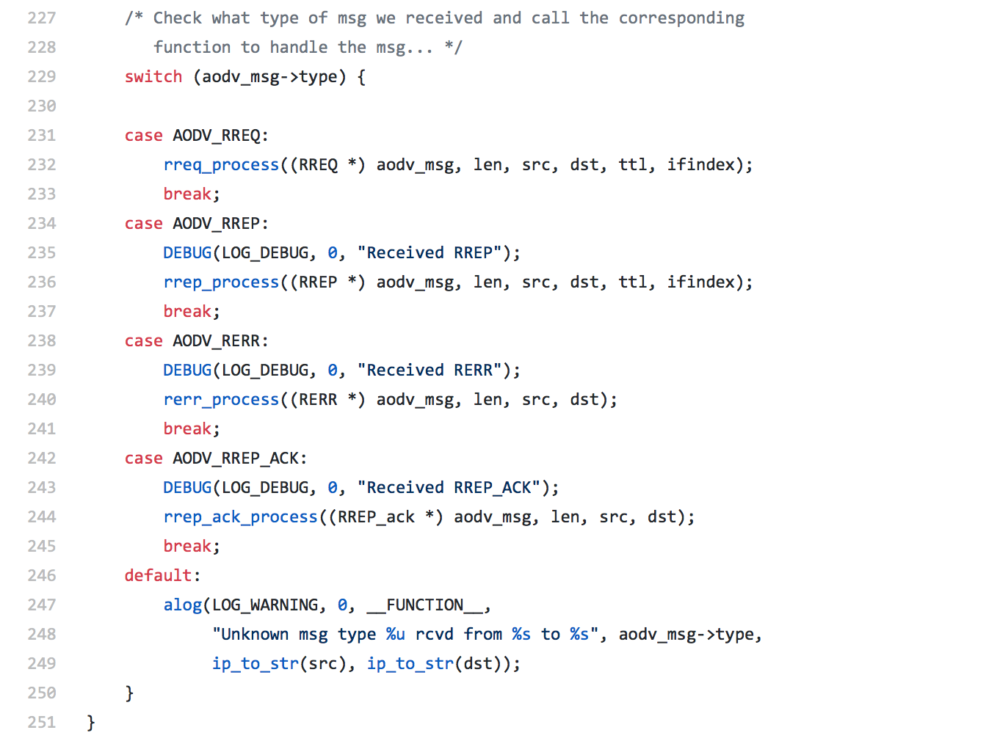 227 /* Check what type of msg we received and call the corresponding
228 function to handle the msg... */
229 switch (aodv_msg->type) {
230
231 case AODV_RREQ:
232 rreq_process((RREQ *) aodv_msg, len, src, dst, ttl, ifindex);
233 break;
234 case AODV_RREP:
235 DEBUG(LOG_DEBUG, 0, "Received RREP");
236 rrep_process((RREP *) aodv_msg, len, src, dst, ttl, ifindex);
237 break;
238 case AODV_RERR:
239 DEBUG(LOG_DEBUG, 0, "Received RERR");
240 rerr_process((RERR *) aodv_msg, len, src, dst);
241 break;
242 case AODV_RREP_ACK:
243 DEBUG(LOG_DEBUG, 0, "Received RREP_ACK");
244 rrep_ack_process((RREP_ack *) aodv_msg, len, src, dst);
245 break;
246 default:
247 alog(LOG_WARNING, 0, __FUNCTION__,
248 "Unknown msg type %u rcvd from %s to %s", aodv_msg->type,
249 ip_to_str(src), ip_to_str(dst));
250 }
251 }